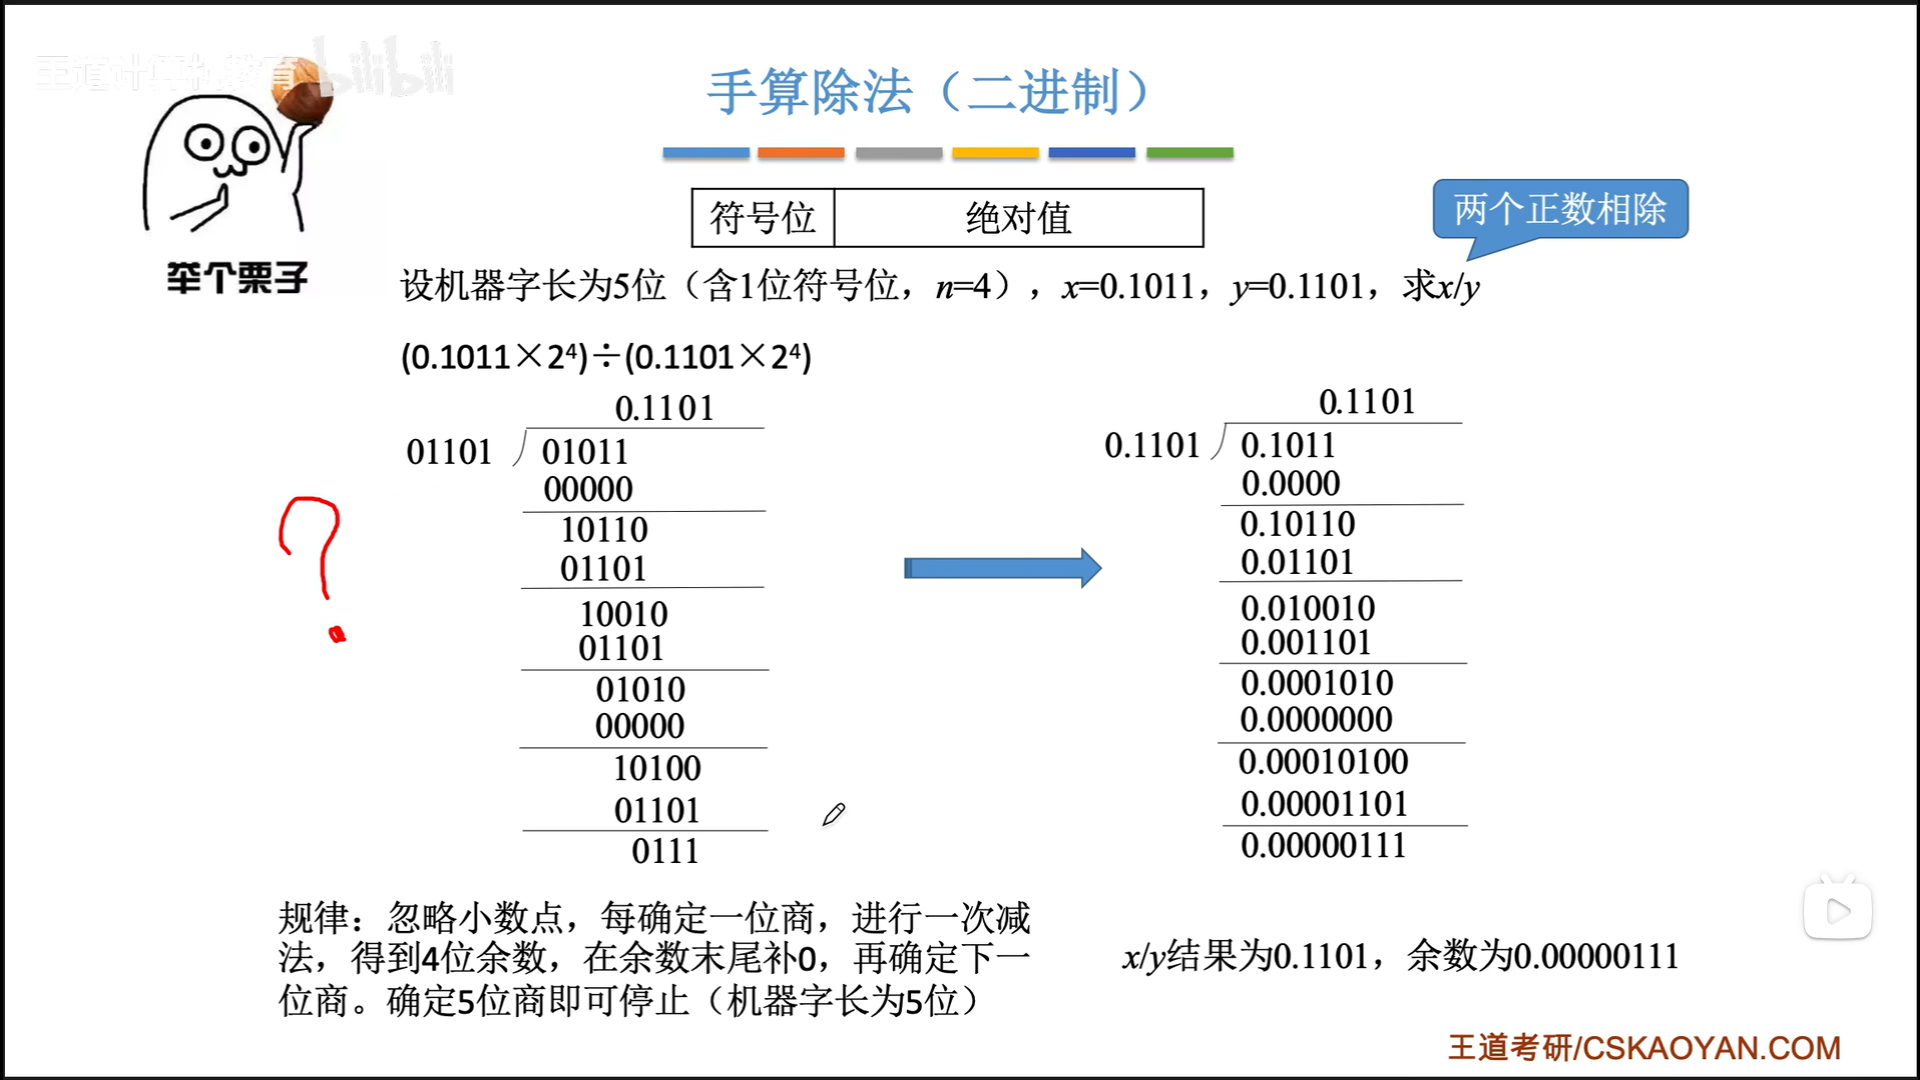 王道计算机教育 bilibili
手算除法（二进制）
符号位 绝对值
两个正数相除
举个栗子
设机器字长为5位（含1位符号位，n=4），x=0.1011，y=0.1101，求x/y
(0.1011×2⁴)÷(0.1101×2⁴)
0.1101
01101 01011
00000
10110
01101
10010
01101
01010
00000
10100
01101
0111
0.1101
0.1101 0.1011
0.0000
0.10110
0.01101
0.010010
0.001101
0.0001010
0.0000000
0.00010100
0.00001101
0.00000111
?
规律：忽略小数点，每确定一位商，进行一次减
法，得到4位余数，在余数末尾补0，再确定下一
位商。确定5位商即可停止（机器字长为5位）
x/y结果为0.1101，余数为0.00000111
王道考研/CSKAOYAN.COM